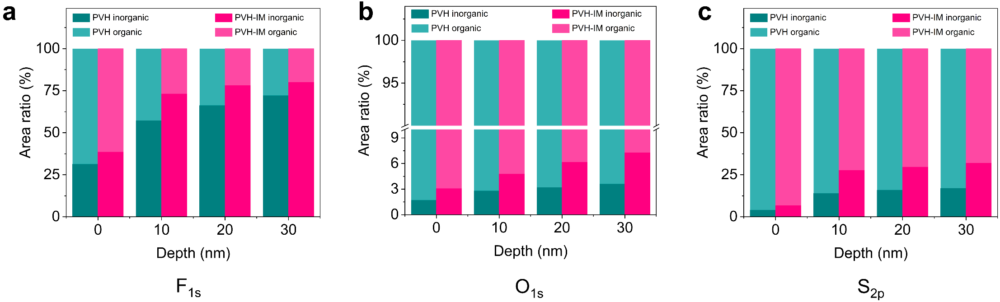 a
PVH inorganic
PVH-IM inorganic
PVH organic
PVH-IM organic
100
75
50
25
0
Area ratio (%)
0 10 20 30
Depth (nm)
F1s
b
PVH inorganic
PVH-IM inorganic
PVH organic
PVH-IM organic
100
95
9
6
3
0
Area ratio (%)
0 10 20 30
Depth (nm)
O1s
c
PVH inorganic
PVH-IM inorganic
PVH organic
PVH-IM organic
100
75
50
25
0
Area ratio (%)
0 10 20 30
Depth (nm)
S2p